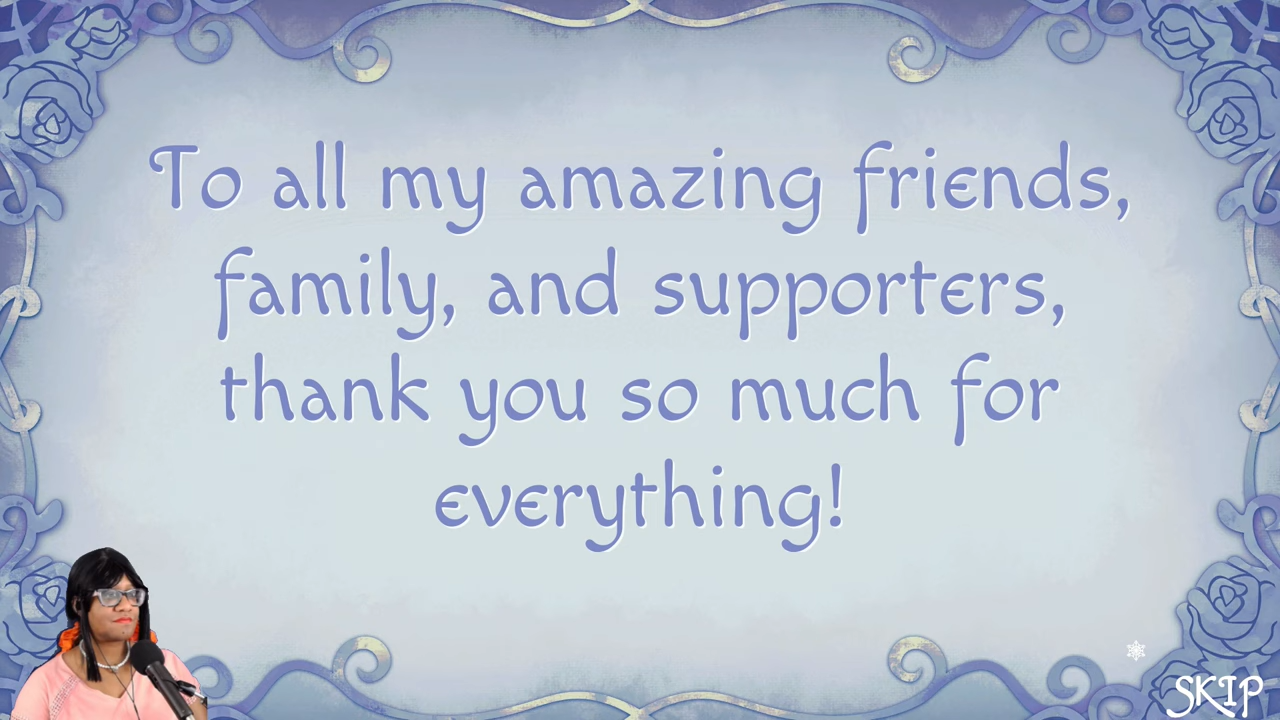 To all my amazing friends,
family, and supporters,
thank you so much for
everything!
SKIP